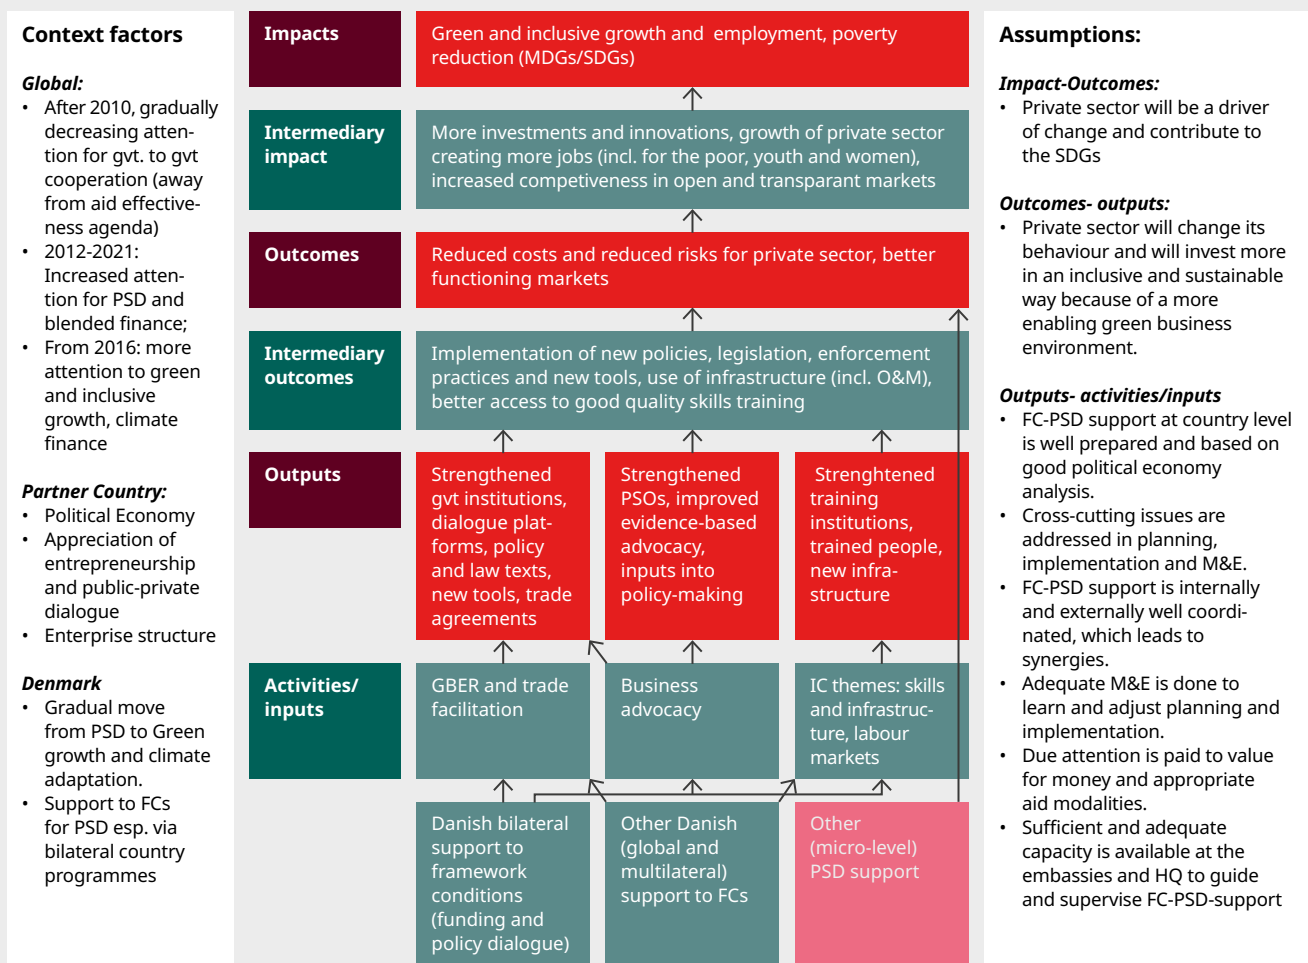 Context factors
Global:
• After 2010, gradually
decreasing atten-
tion for gvt. to gvt
cooperation (away
from aid effective-
ness agenda)
• 2012-2021:
Increased atten-
tion for PSD and
blended finance;
• From 2016: more
attention to green
and inclusive
growth, climate
finance
Partner Country:
• Political Economy
• Appreciation of
entrepreneurship
and public-private
dialogue
• Enterprise structure
Denmark
• Gradual move
from PSD to Green
growth and climate
adaptation.
• Support to FCs
for PSD esp. via
bilateral country
programmes
Impacts
Green and inclusive growth and employment, poverty
reduction (MDGs/SDGs)
Intermediary
impact
More investments and innovations, growth of private sector
creating more jobs (incl. for the poor, youth and women),
increased competiveness in open and transparant markets
Outcomes
Reduced costs and reduced risks for private sector, better
functioning markets
Intermediary
outcomes
Implementation of new policies, legislation, enforcement
practices and new tools, use of infrastructure (incl. O&M),
better access to good quality skills training
Outputs
Strengthened
gvt institutions,
dialogue plat-
forms, policy
and law texts,
new tools, trade
agreements
Strengthened
PSOs, improved
evidence-based
advocacy,
inputs into
policy-making
Strenghtened
training
institutions,
trained people,
new infra-
structure
Activities/
inputs
GBER and trade
facilitation
Business
advocacy
IC themes: skills
and infrastruc-
ture, labour
markets
Danish bilateral
support to
framework
conditions
(funding and
policy dialogue)
Other Danish
(global and
multilateral)
support to FCs
Other
(micro-level)
PSD support
Assumptions:
Impact-Outcomes:
• Private sector will be a driver
of change and contribute to
the SDGs
Outcomes- outputs:
• Private sector will change its
behaviour and will invest more
in an inclusive and sustainable
way because of a more
enabling green business
environment.
Outputs- activities/inputs
• FC-PSD support at country level
is well prepared and based on
good political economy
analysis.
• Cross-cutting issues are
addressed in planning,
implementation and M&E.
• FC-PSD support is internally
and externally well coordi-
nated, which leads to
synergies.
• Adequate M&E is done to
learn and adjust planning and
implementation.
• Due attention is paid to value
for money and appropriate
aid modalities.
• Sufficient and adequate
capacity is available at the
embassies and HQ to guide
and supervise FC-PSD-support